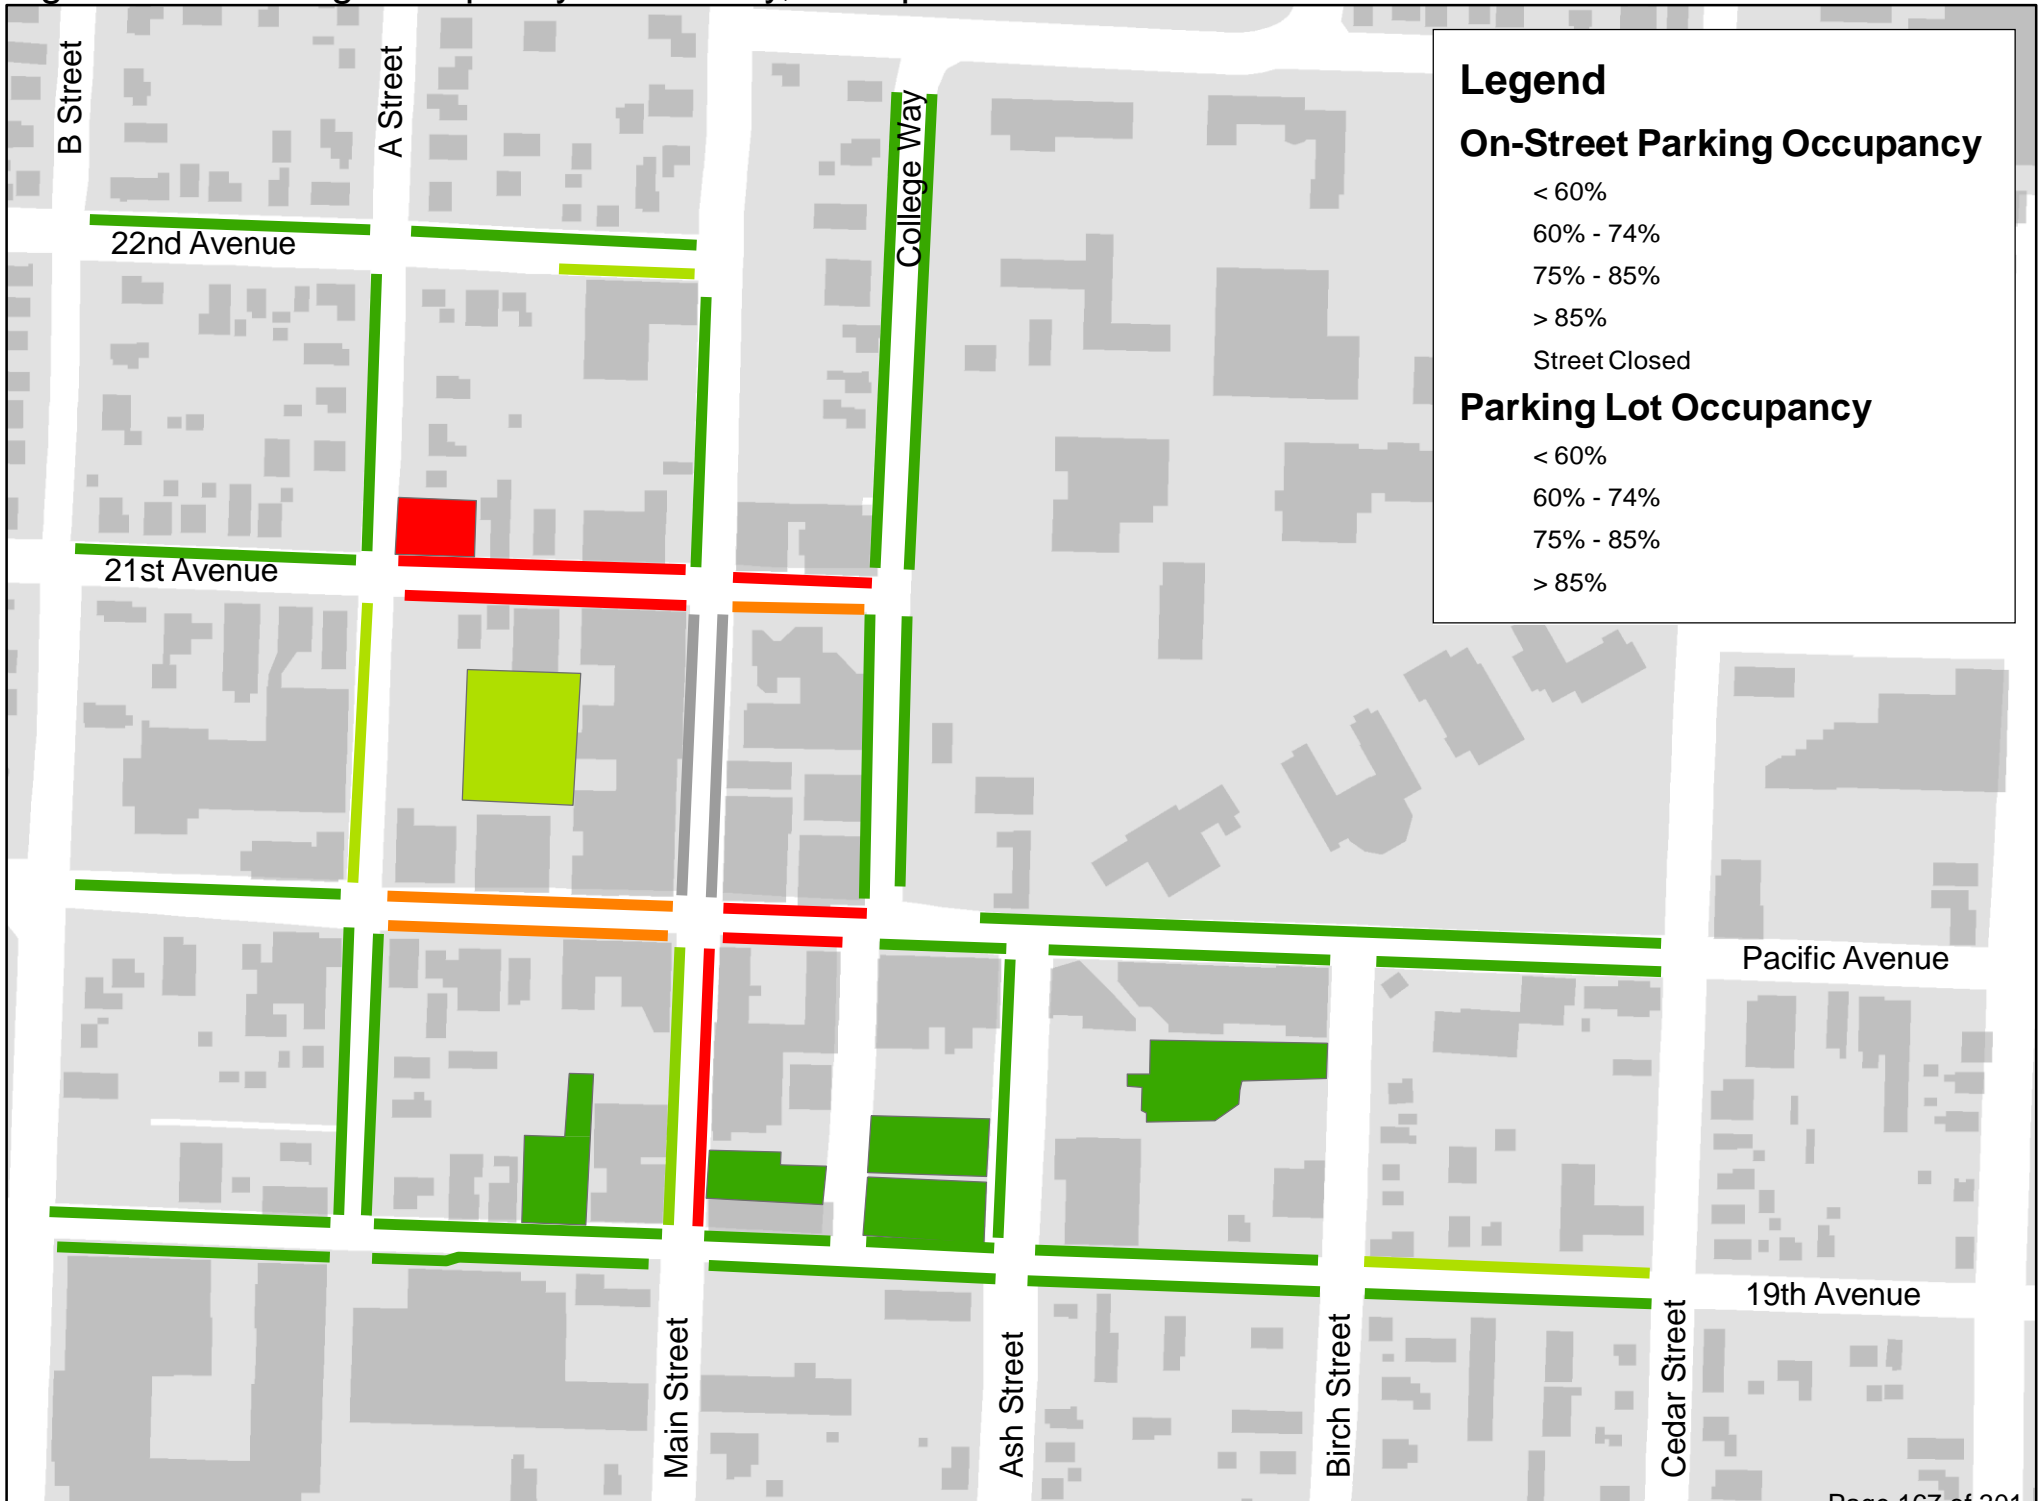 B Street
A Street
College Way
Legend
On-Street Parking Occupancy
< 60%
60% - 74%
75% - 85%
> 85%
Street Closed
Parking Lot Occupancy
< 60%
60% - 74%
75% - 85%
> 85%
22nd Avenue
21st Avenue
Pacific Avenue
19th Avenue
Main Street
Ash Street
Birch Street
Cedar Street